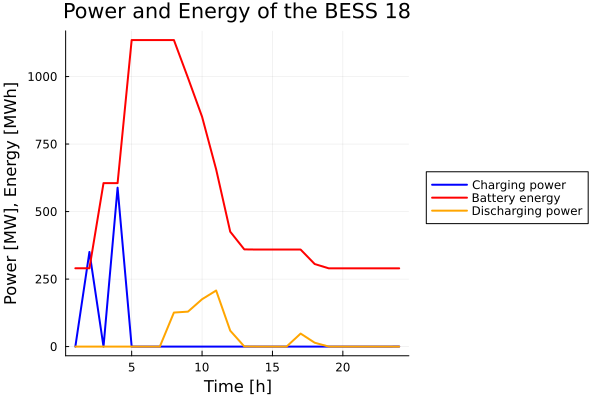 Power and Energy of the BESS 18
Power [MW], Energy [MWh]
1000
750
500
250
0
5
10
15
20
Time [h]
Charging power
Battery energy
Discharging power